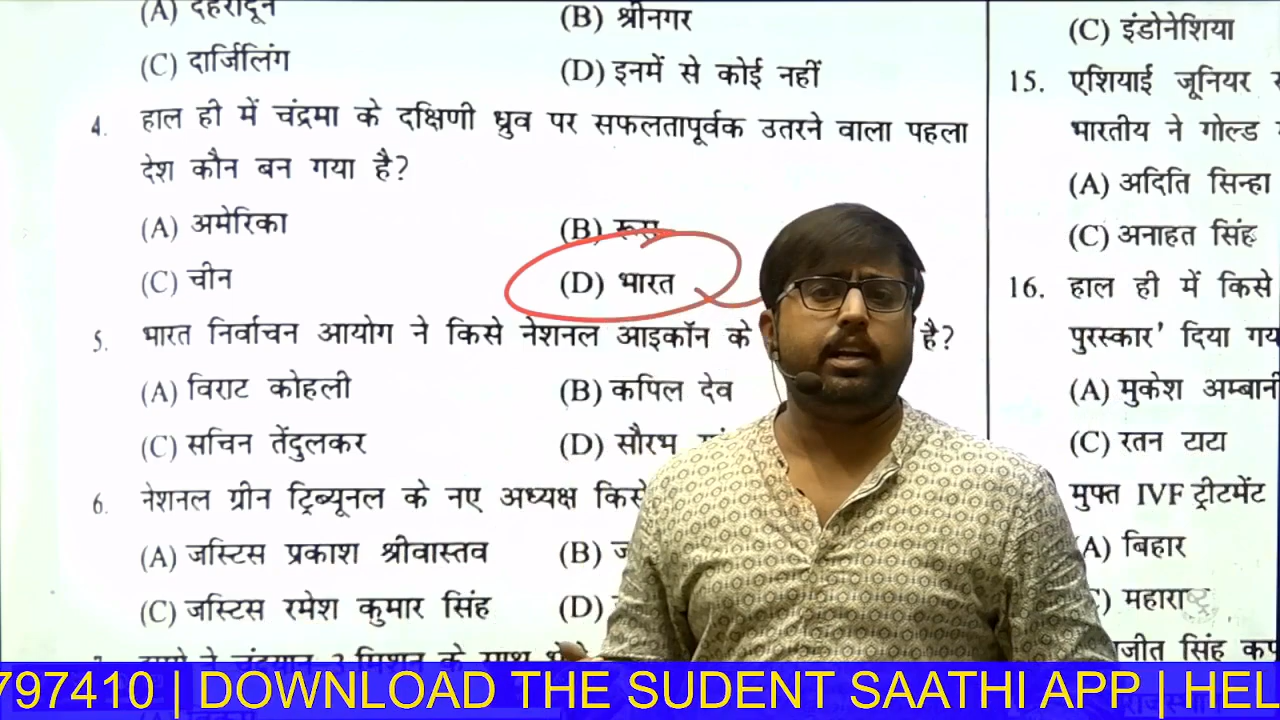 (A) देहरादून (B) श्रीनगर
(C) दार्जिलिंग (D) इनमें से कोई नहीं
4. हाल ही में चंद्रमा के दक्षिणी ध्रुव पर सफलतापूर्वक उतरने वाला पहला
देश कौन बन गया है?
(A) अमेरिका (B) रूस
(C) चीन (D) भारत
5. भारत निर्वाचन आयोग ने किसे नेशनल आइकॉन के है?
(A) विराट कोहली (B) कपिल देव
(C) सचिन तेंदुलकर (D) सौरभ
6. नेशनल ग्रीन ट्रिब्यूनल के नए अध्यक्ष
(A) जस्टिस प्रकाश श्रीवास्तव (B)
(C) जस्टिस रमेश कुमार सिंह (D)
(C) इंडोनेशिया
15. एशियाई जूनियर
भारतीय ने गोल्ड
(A) अदिति सिन्हा
(C) अनाहत सिंह
16. हाल ही में किसे
पुरस्कार' दिया
(A) मुकेश अम्बानी
(C) रतन टाटा
मुफ्त IVF ट्रीटमेंट
(A) बिहार
महाराष्ट्र
सिंह
797410 | DOWNLOAD THE SUDENT SAATHI APP | HEL